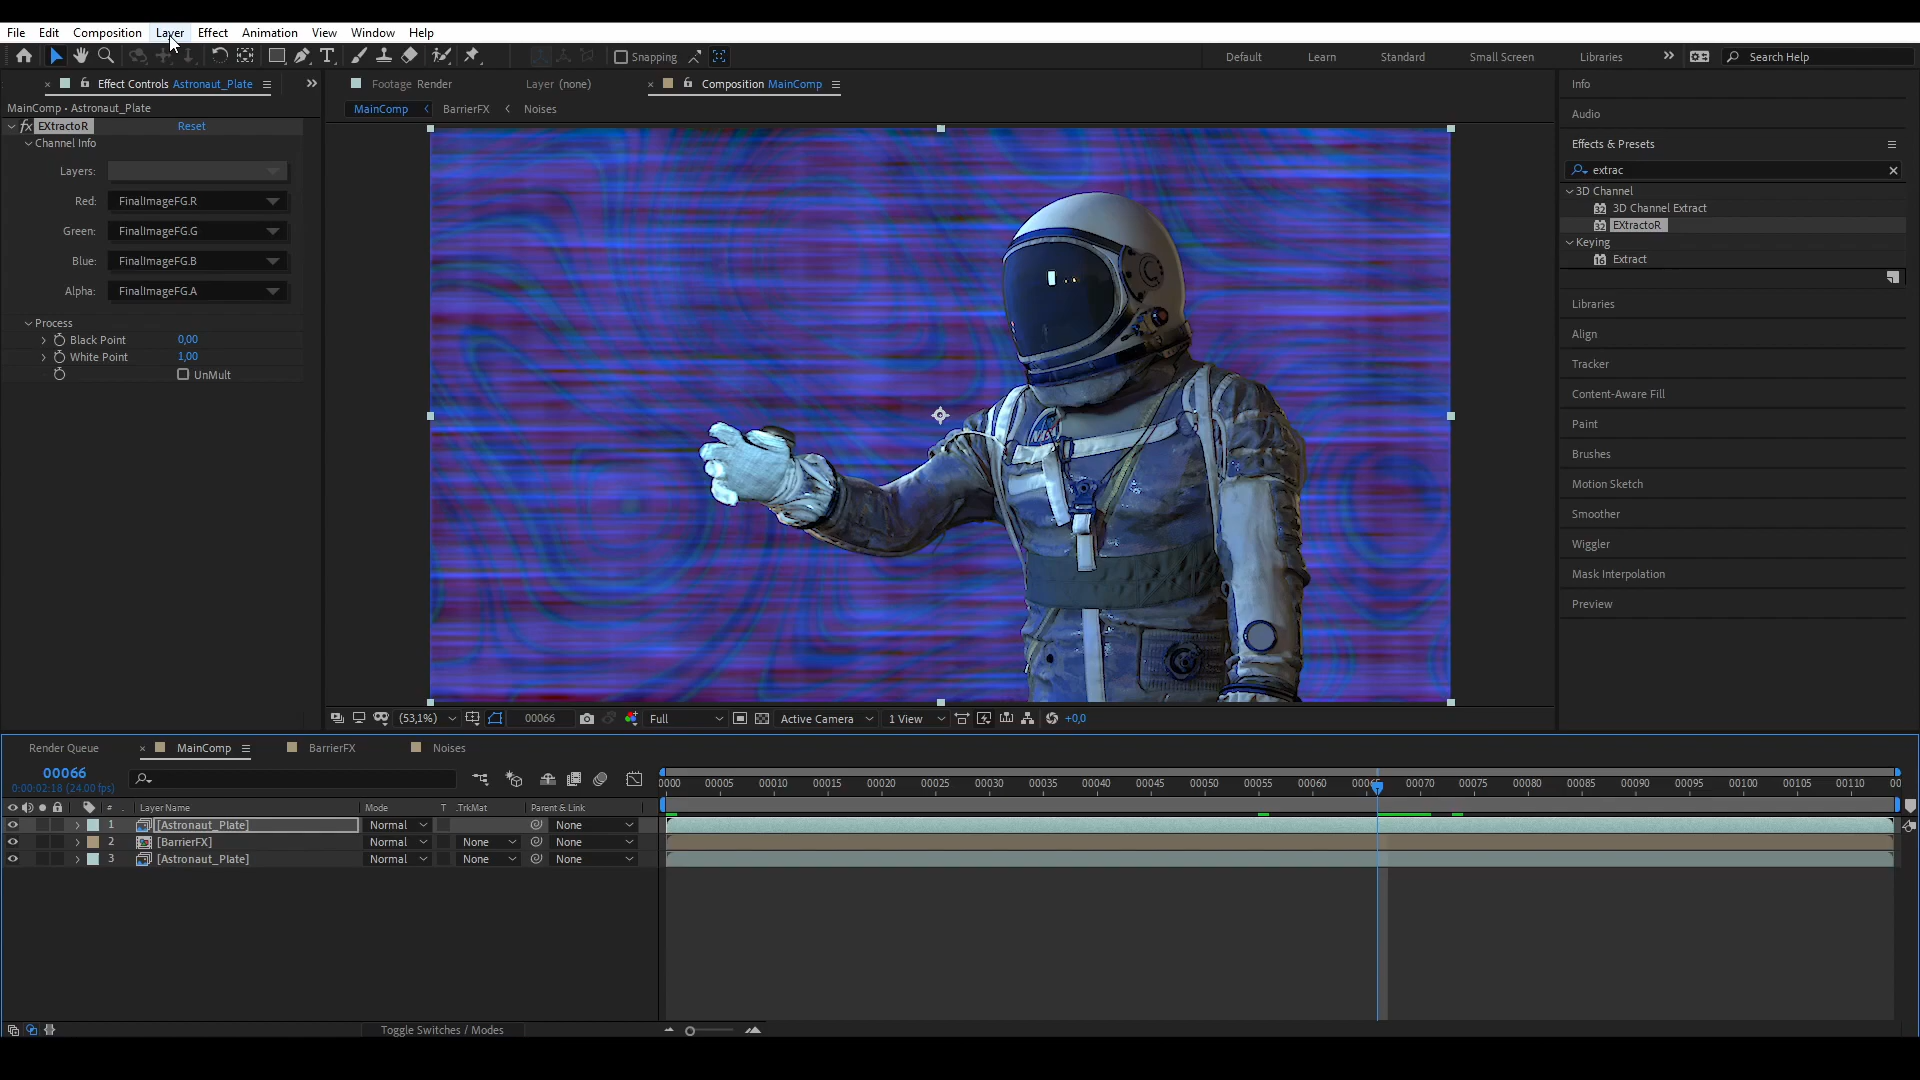 File Edit Composition Layer Effect Animation View Window Help
Snapping Default Learn Standard Small Screen Libraries Search Help
Effect Controls Astronaut_Plate
Footage Render Layer (none) Composition MainComp
MainComp • Astronaut_Plate
MainComp BarrierFX Noises
fx EXtractoR Reset
Channel Info
Layers:
Red: FinalImageFG.R
Green: FinalImageFG.G
Blue: FinalImageFG.B
Alpha: FinalImageFG.A
Process
Black Point 0,00
White Point 1,00
UnMult
Info
Audio
Effects & Presets
extrac
3D Channel
32 3D Channel Extract
32 EXtractoR
Keying
16 Extract
Libraries
Align
Tracker
Content-Aware Fill
Paint
Brushes
Motion Sketch
Smoother
Wiggler
Mask Interpolation
Preview
(53,1%) 00066 Full Active Camera 1 View +0,0
Render Queue MainComp BarrierFX Noises
00066
0:00:02:18 (24.00 fps)
0000 00005 00010 00015 00020 00025 00030 00035 00040 00045 00050 00055 00060 00070 00075 00080 00085 00090 00095 00100 00105 00110 00
# Layer Name Mode T .TrkMat Parent & Link
1 [Astronaut_Plate] Normal None
2 [BarrierFX] Normal None None
3 [Astronaut_Plate] Normal None None
Toggle Switches / Modes